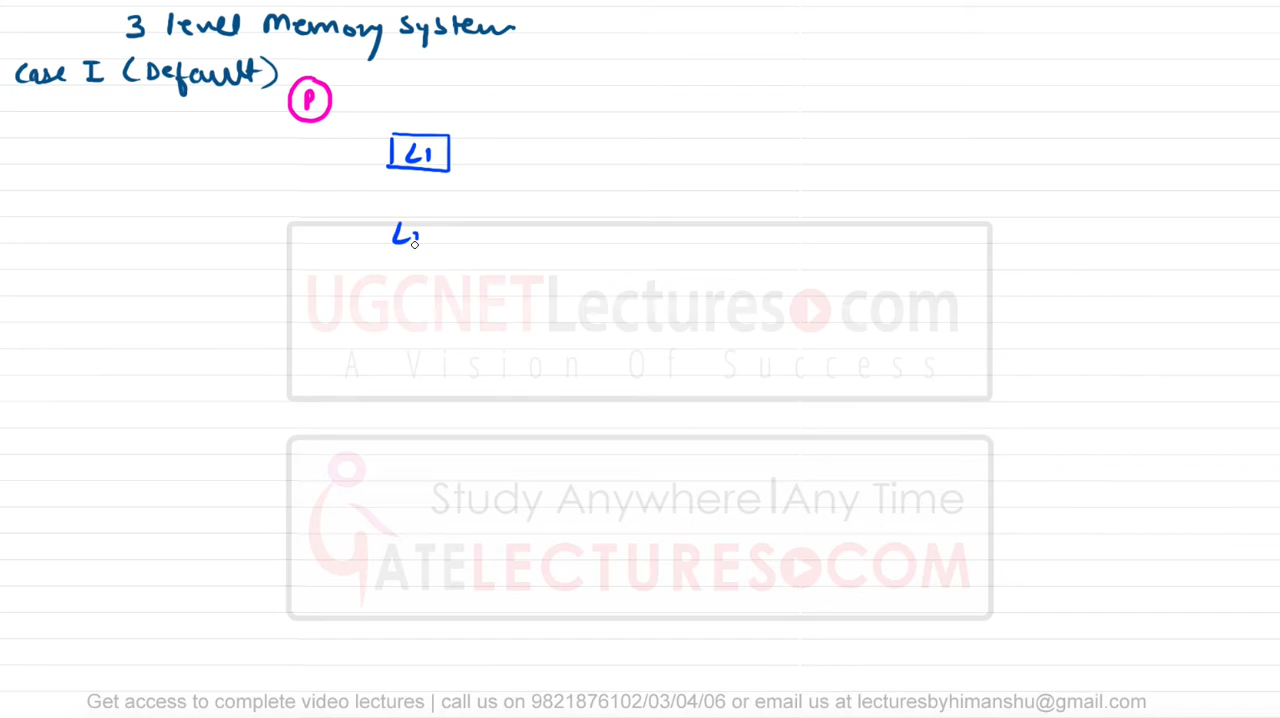 3 level Memory System
Case I (Default)
P
L1
L
UGCNETLectures.com
A Vision Of Success
Study Anywhere|Any Time
GATELECTURES.COM
Get access to complete video lectures | call us on 9821876102/03/04/06 or email us at lecturesbyhimanshu@gmail.com